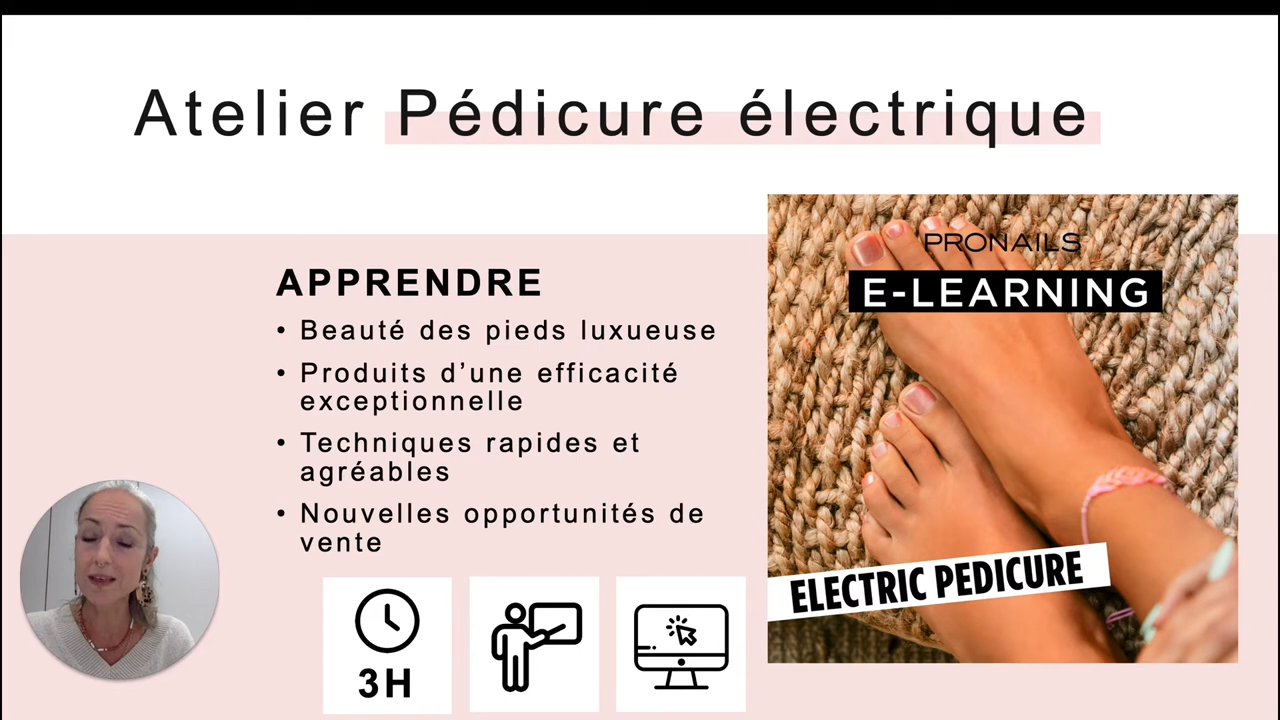 Atelier Pédicure électrique
APPRENDRE
• Beauté des pieds luxueuse
• Produits d’une efficacité
exceptionnelle
• Techniques rapides et
agréables
• Nouvelles opportunités de
vente
3H
PRONAILS
E-LEARNING
ELECTRIC PEDICURE